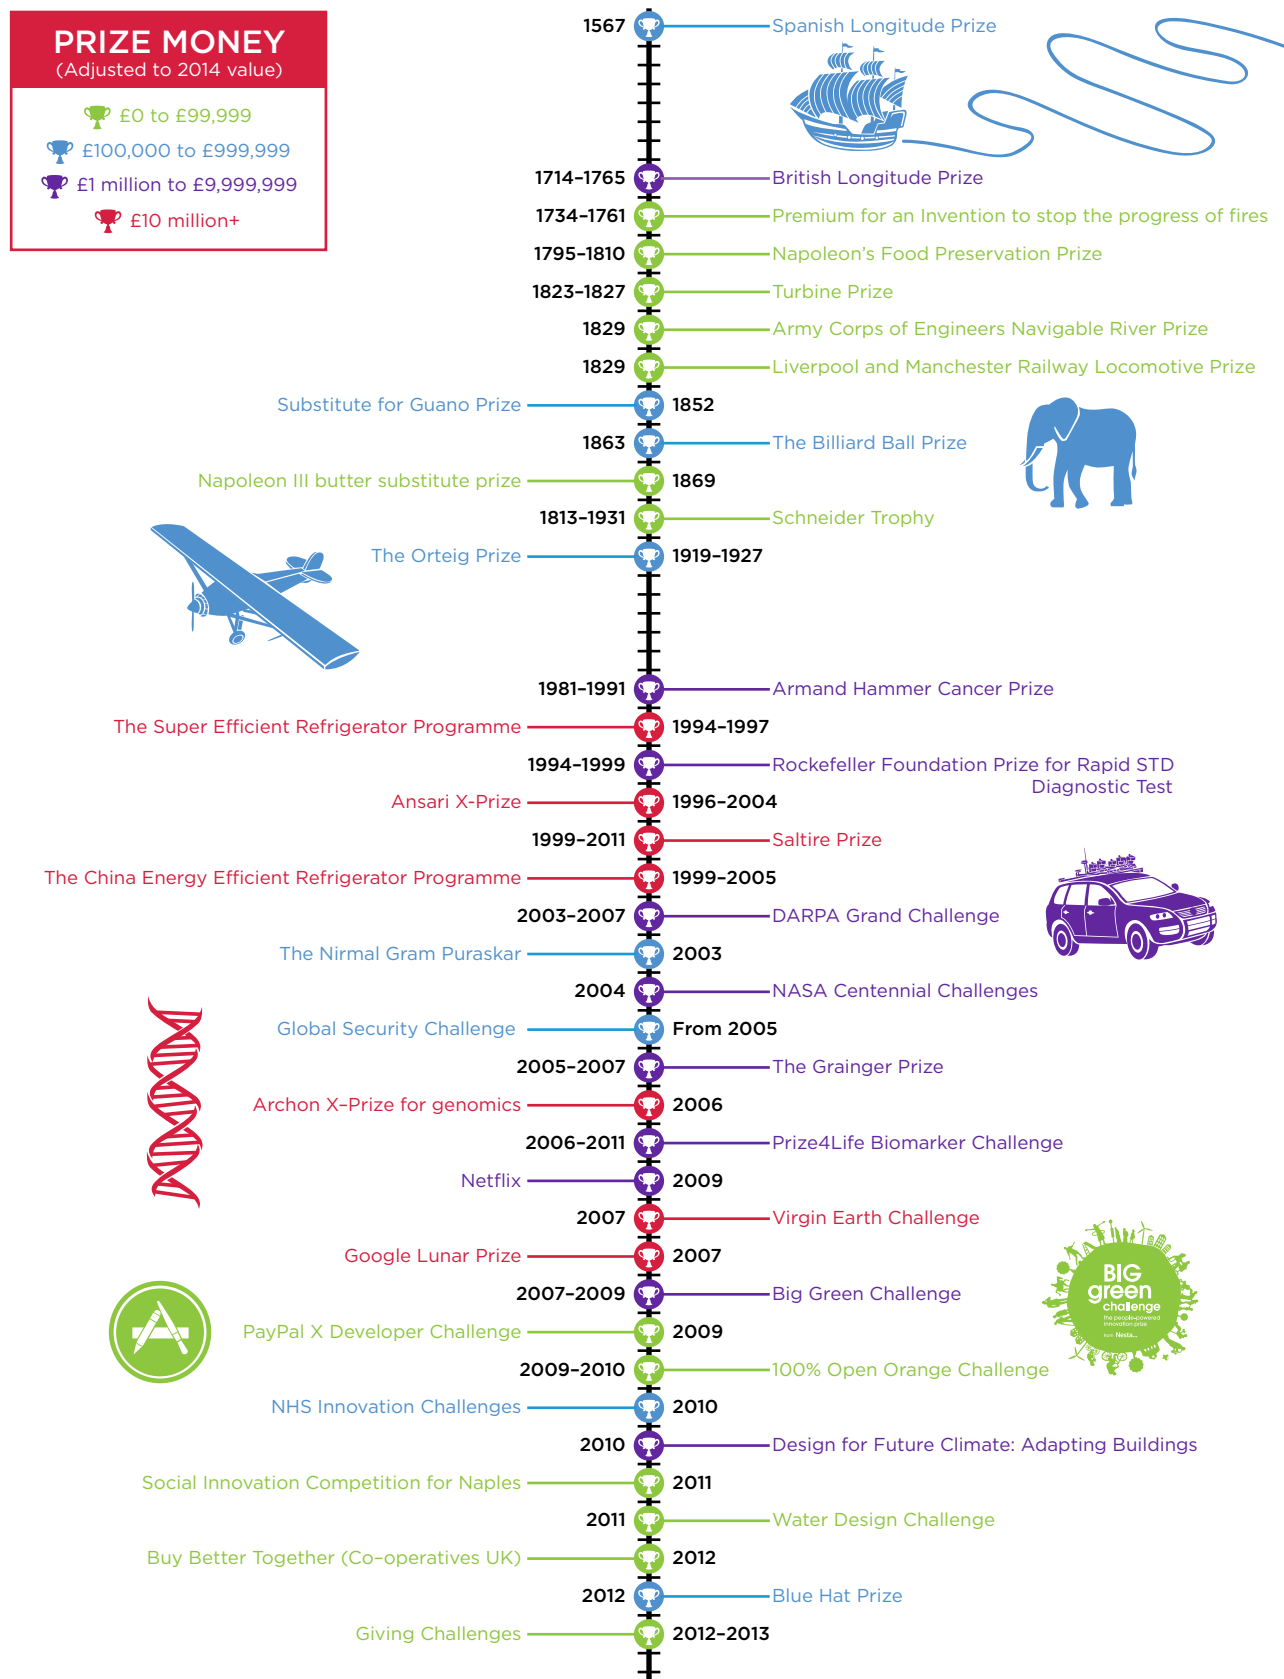 PRIZE MONEY
(Adjusted to 2014 value)
£0 to £99,999
£100,000 to £999,999
£1 million to £9,999,999
£10 million+
1567 Spanish Longitude Prize
1714–1765 British Longitude Prize
1734–1761 Premium for an Invention to stop the progress of fires
1795–1810 Napoleon's Food Preservation Prize
1823–1827 Turbine Prize
1829 Army Corps of Engineers Navigable River Prize
1829 Liverpool and Manchester Railway Locomotive Prize
Substitute for Guano Prize 1852
1863 The Billiard Ball Prize
Napoleon III butter substitute prize 1869
1813–1931 Schneider Trophy
The Orteig Prize 1919–1927
1981–1991 Armand Hammer Cancer Prize
The Super Efficient Refrigerator Programme 1994–1997
1994–1999 Rockefeller Foundation Prize for Rapid STD
Diagnostic Test
Ansari X-Prize 1996–2004
1999–2011 Saltire Prize
The China Energy Efficient Refrigerator Programme 1999–2005
2003–2007 DARPA Grand Challenge
The Nirmal Gram Puraskar 2003
2004 NASA Centennial Challenges
Global Security Challenge From 2005
2005–2007 The Grainger Prize
Archon X–Prize for genomics 2006
2006–2011 Prize4Life Biomarker Challenge
Netflix 2009
2007 Virgin Earth Challenge
Google Lunar Prize 2007
2007–2009 Big Green Challenge
BIG
green
challenge
the people-powered
innovation prize
from Nesta...
PayPal X Developer Challenge 2009
2009–2010 100% Open Orange Challenge
NHS Innovation Challenges 2010
2010 Design for Future Climate: Adapting Buildings
Social Innovation Competition for Naples 2011
2011 Water Design Challenge
Buy Better Together (Co–operatives UK) 2012
2012 Blue Hat Prize
Giving Challenges 2012–2013